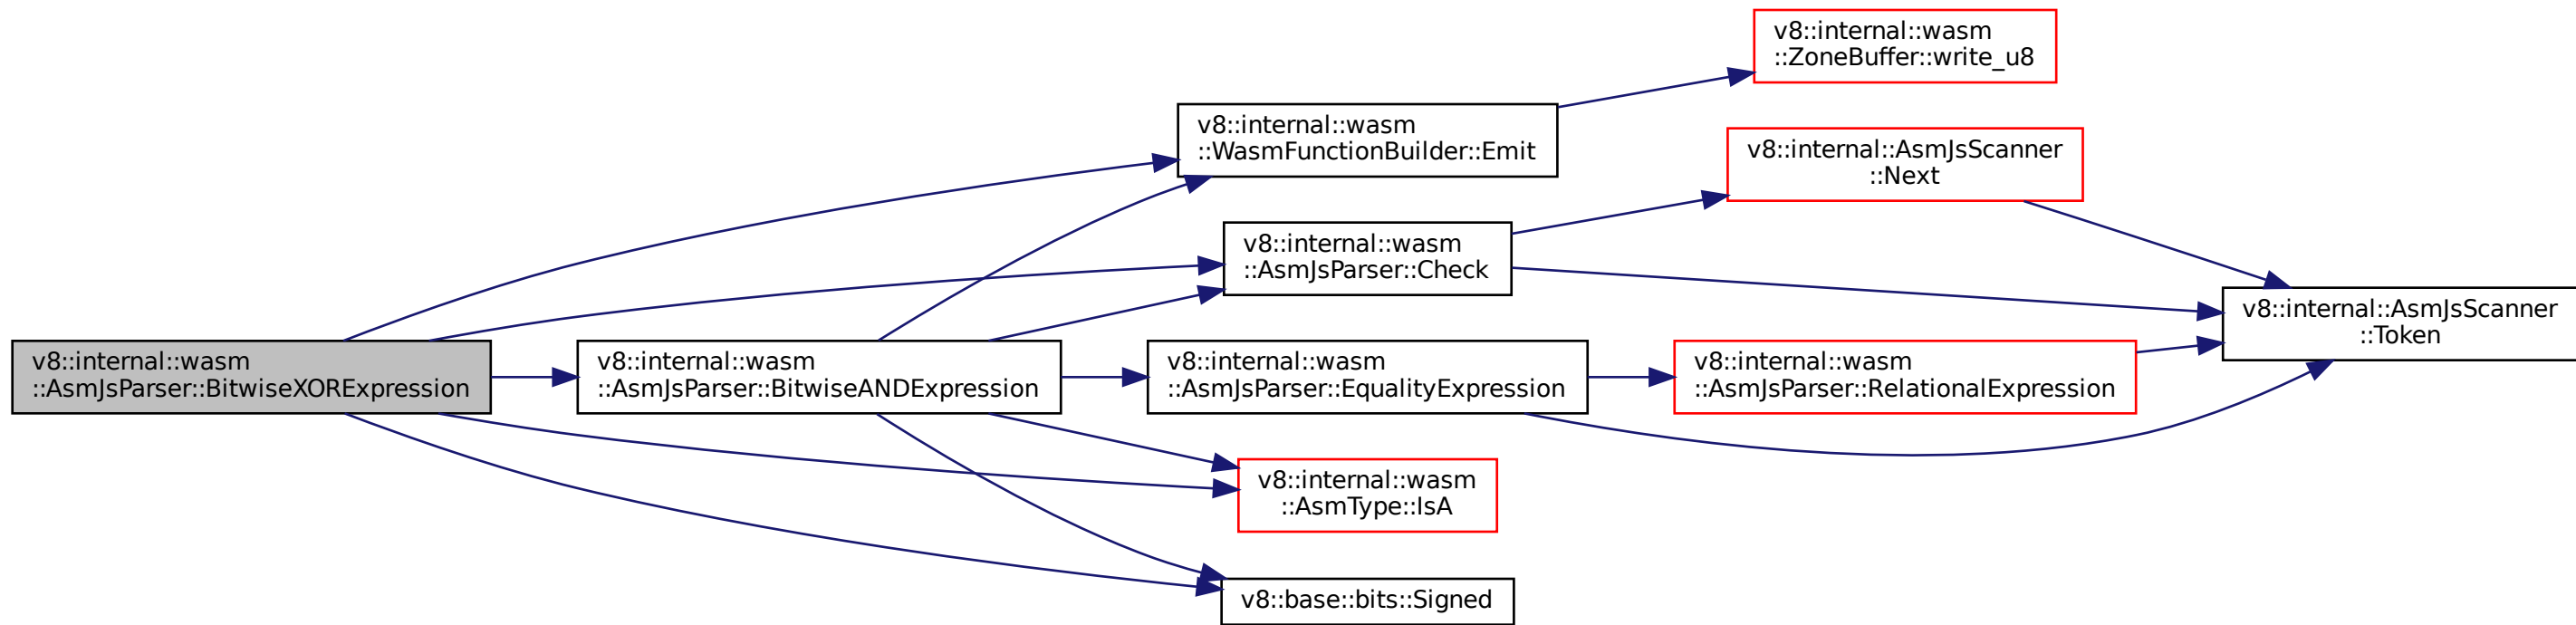 v8::internal::wasm
::AsmJsParser::BitwiseXORExpression
v8::internal::wasm
::AsmJsParser::BitwiseANDExpression
v8::internal::wasm
::WasmFunctionBuilder::Emit
v8::internal::wasm
::AsmJsParser::Check
v8::internal::wasm
::AsmJsParser::EqualityExpression
v8::internal::wasm
::AsmType::IsA
v8::base::bits::Signed
v8::internal::wasm
::ZoneBuffer::write_u8
v8::internal::AsmJsScanner
::Next
v8::internal::wasm
::AsmJsParser::RelationalExpression
v8::internal::AsmJsScanner
::Token